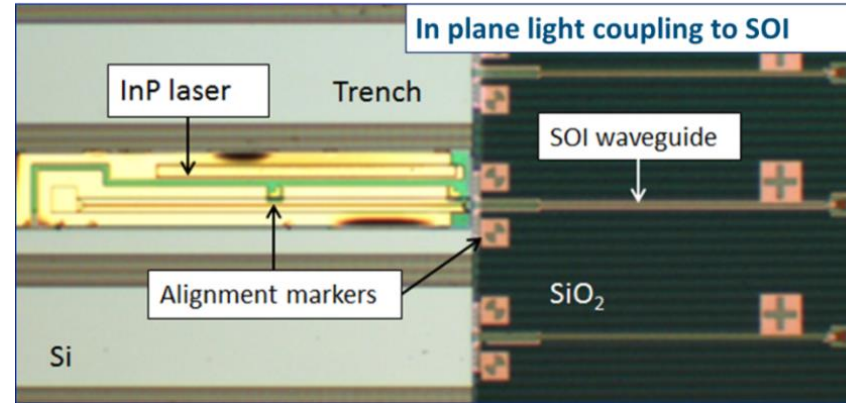 In plane light coupling to SOI
InP laser
Trench
SOI waveguide
Alignment markers
SiO₂
Si